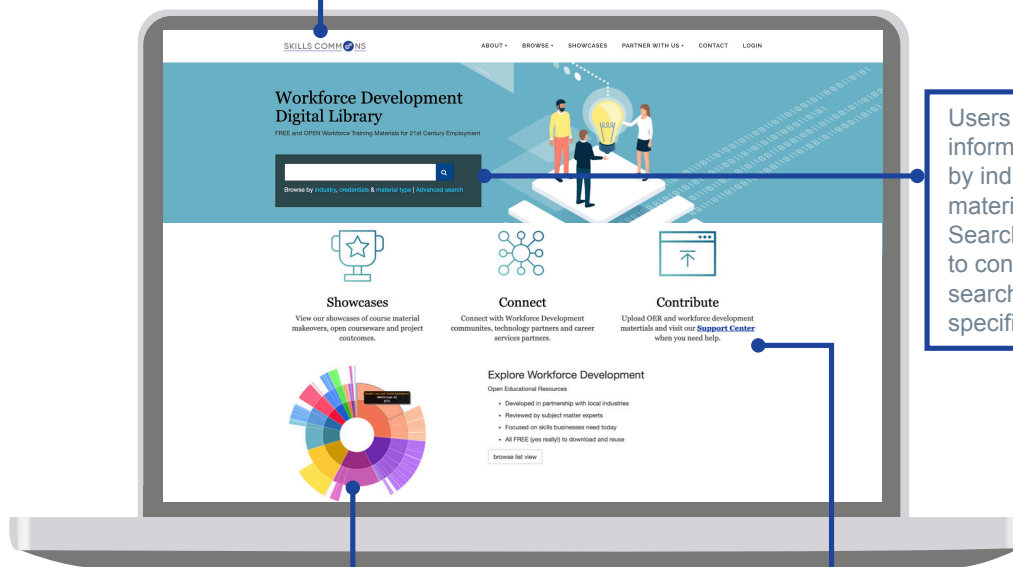 SKILLS COMMONS
ABOUT BROWSE SHOWCASES PARTNER WITH US CONTACT LOGIN
Workforce Development
Digital Library
FREE and OPEN Workforce Training Materials for 21st Century Employment
Browse by industry, credentials & material type | Advanced search
Showcases
View our showcases of course material
makeovers, open courseware and project
coutcomes.
Connect
Connect with Workforce Development
communites, technology partners and career
services partners.
Contribute
Upload OER and workforce development
matertials and visit our Support Center
when you need help.
Explore Workforce Development
Open Educational Resources
• Developed in partnership with local industries
• Reviewed by subject matter experts
• Focused on skills businesses need today
• All FREE (yes really!) to download and reuse
browse list view
Users
inform
by ind
materi
Search
to con
search
specifi